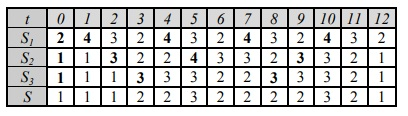 t 0 1 2 3 4 5 6 7 8 9 10 11 12
S₁ 2 4 3 2 4 3 2 4 3 2 4 3 2
S₂ 1 1 3 2 2 4 3 3 2 3 3 2 1
S₃ 1 1 1 3 3 3 2 2 3 3 3 2 1
S 1 1 1 2 2 3 2 2 2 2 3 2 1